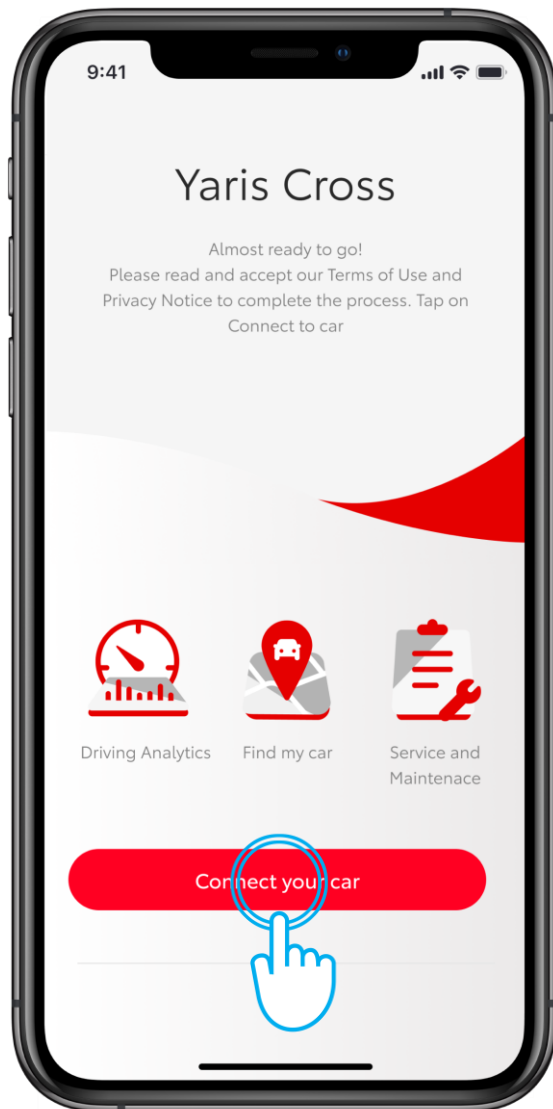 9:41
Yaris Cross
Almost ready to go!
Please read and accept our Terms of Use and
Privacy Notice to complete the process. Tap on
Connect to car
Driving Analytics
Find my car
Service and
Maintenace
Connect your car